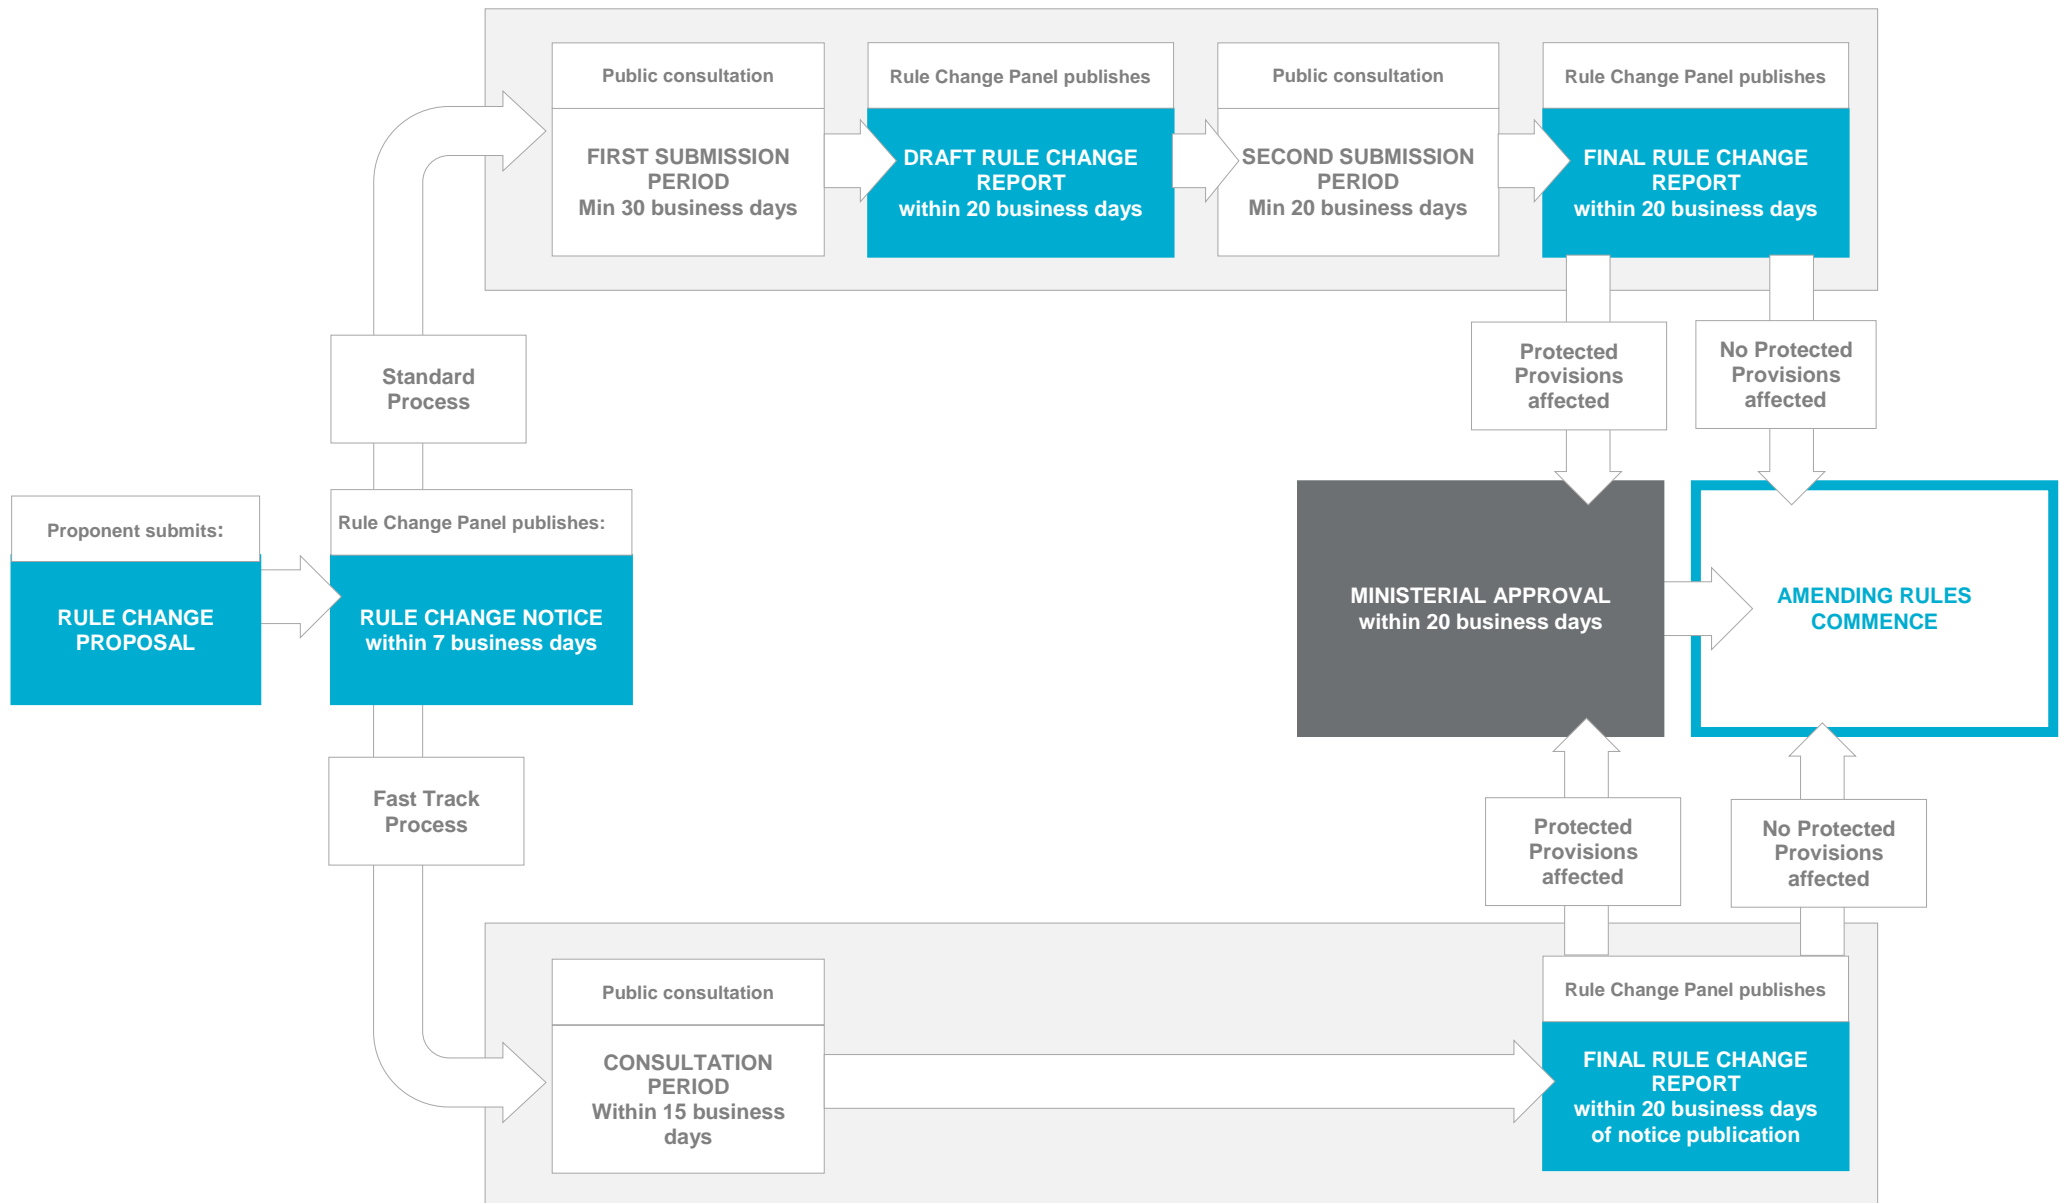 Public consultation
FIRST SUBMISSION
PERIOD
Min 30 business days
Rule Change Panel publishes
DRAFT RULE CHANGE
REPORT
within 20 business days
Public consultation
SECOND SUBMISSION
PERIOD
Min 20 business days
Rule Change Panel publishes
FINAL RULE CHANGE
REPORT
within 20 business days
Standard
Process
Protected
Provisions
affected
No Protected
Provisions
affected
Proponent submits:
RULE CHANGE
PROPOSAL
Rule Change Panel publishes:
RULE CHANGE NOTICE
within 7 business days
MINISTERIAL APPROVAL
within 20 business days
AMENDING RULES
COMMENCE
Fast Track
Process
Protected
Provisions
affected
No Protected
Provisions
affected
Public consultation
CONSULTATION
PERIOD
Within 15 business
days
Rule Change Panel publishes
FINAL RULE CHANGE
REPORT
within 20 business days
of notice publication